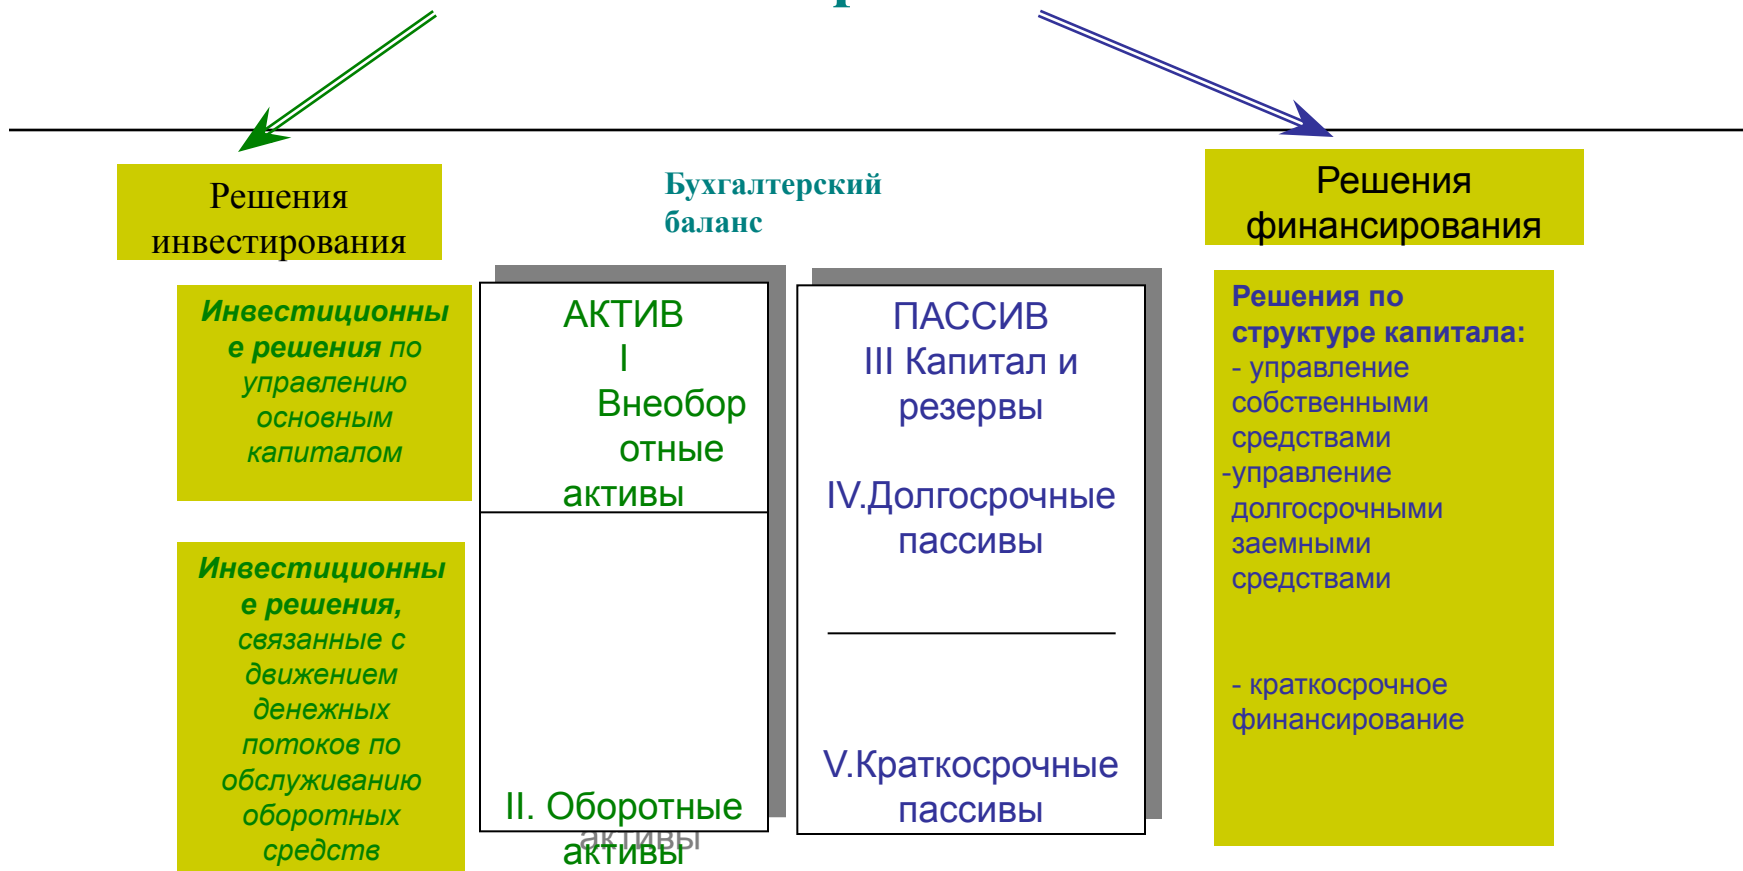 Решения
инвестирования
Бухгалтерский
баланс
Решения
финансирования
Инвестиционны
е решения по
управлению
основным
капиталом
Инвестиционны
е решения,
связанные с
движением
денежных
потоков по
обслуживанию
оборотных
средств
АКТИВ
I
Внеобор
отные
активы
II. Оборотные
активы
ПАССИВ
III Капитал и
резервы
IV.Долгосрочные
пассивы
V.Краткосрочные
пассивы
Решения по
структуре капитала:
- управление
собственными
средствами
-управление
долгосрочными
заемными
средствами
- краткосрочное
финансирование